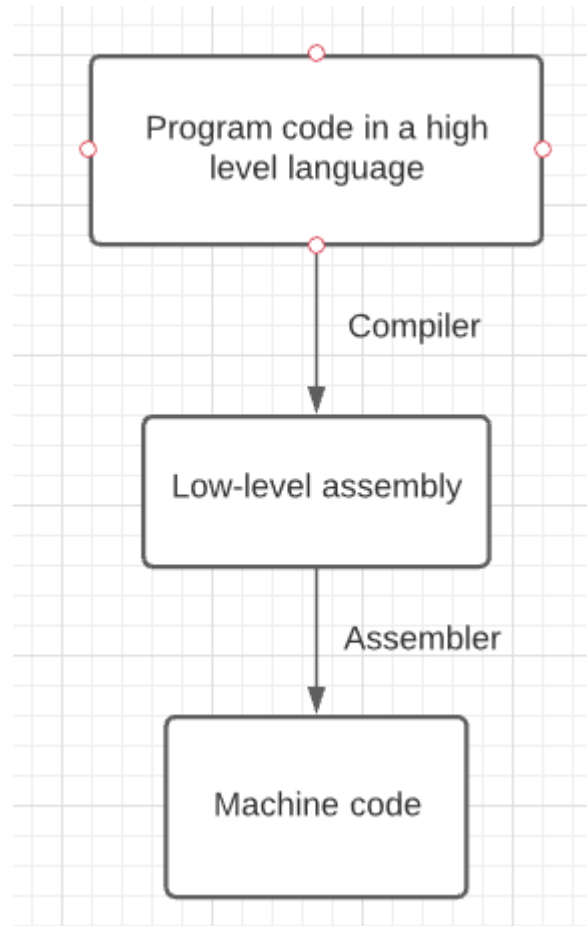 Program code in a high
level language
Compiler
Low-level assembly
Assembler
Machine code